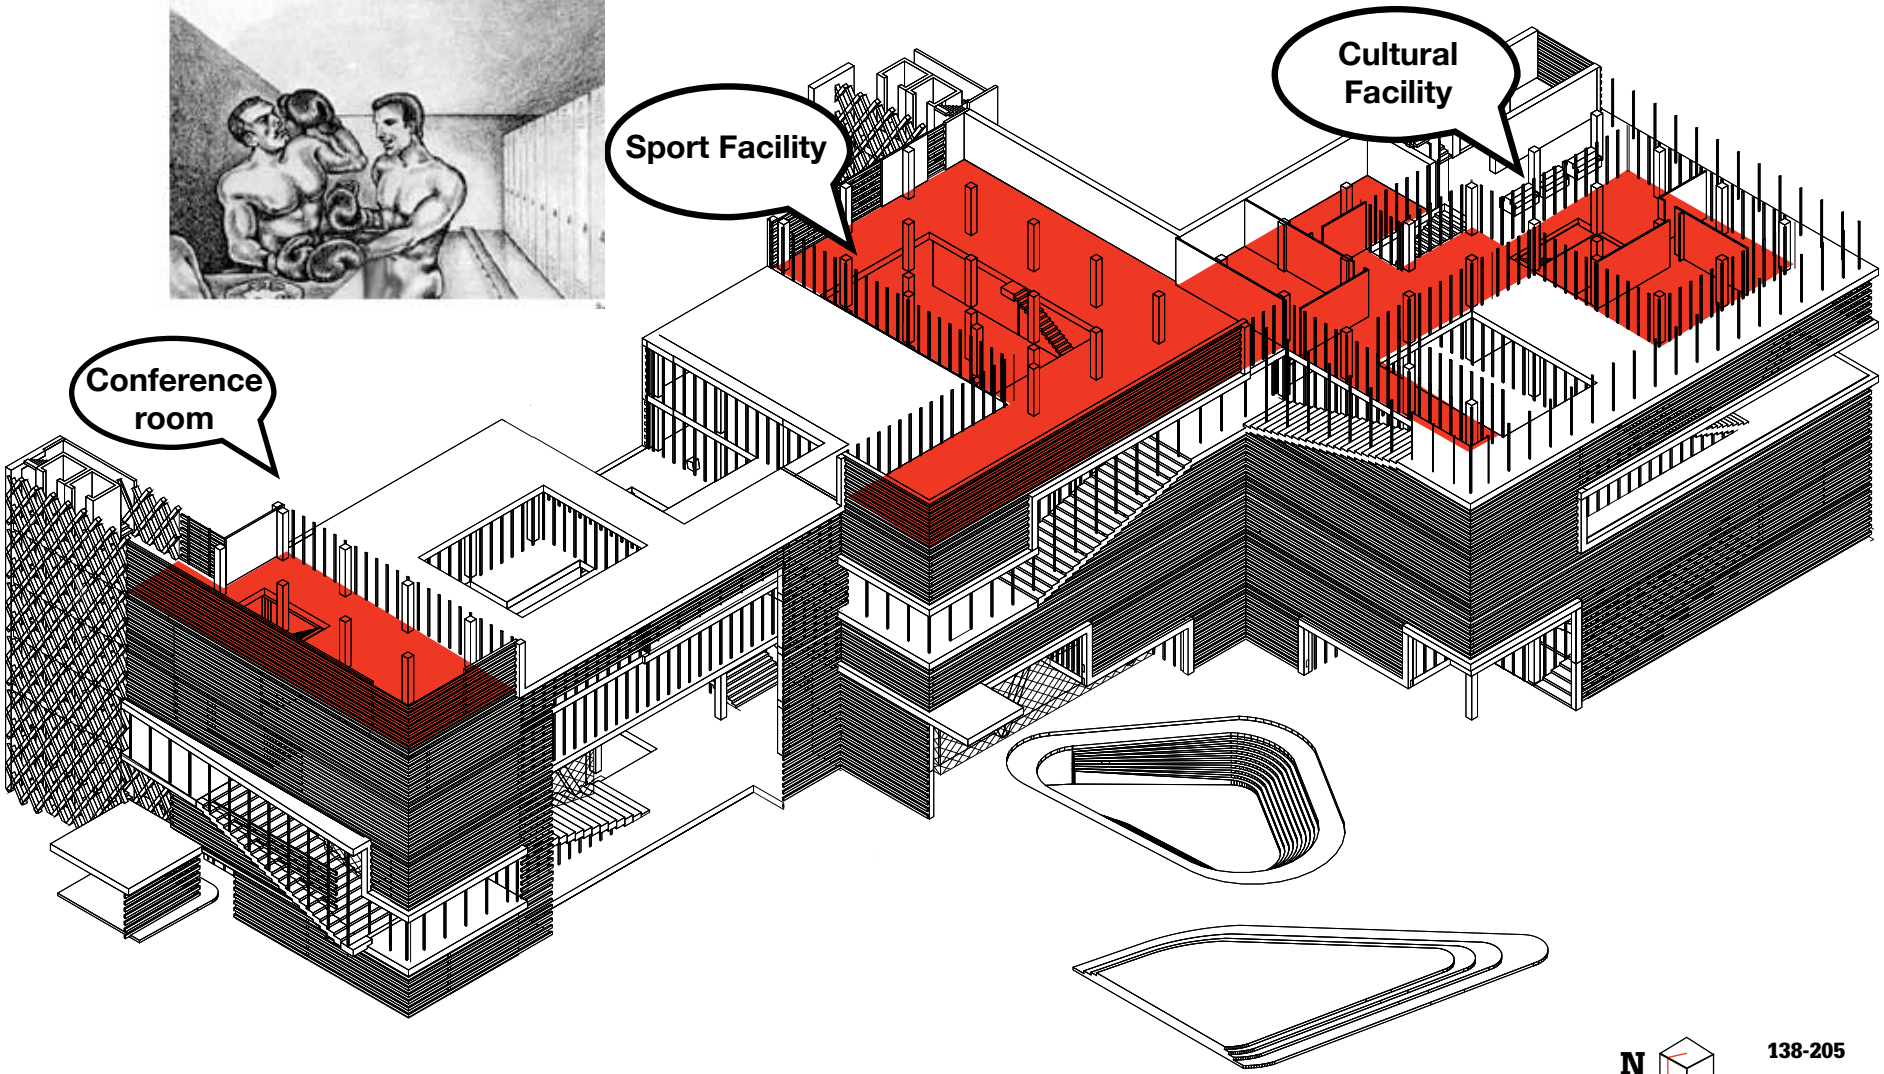 Cultural
Facility
Sport Facility
Conference
room
N
138-205